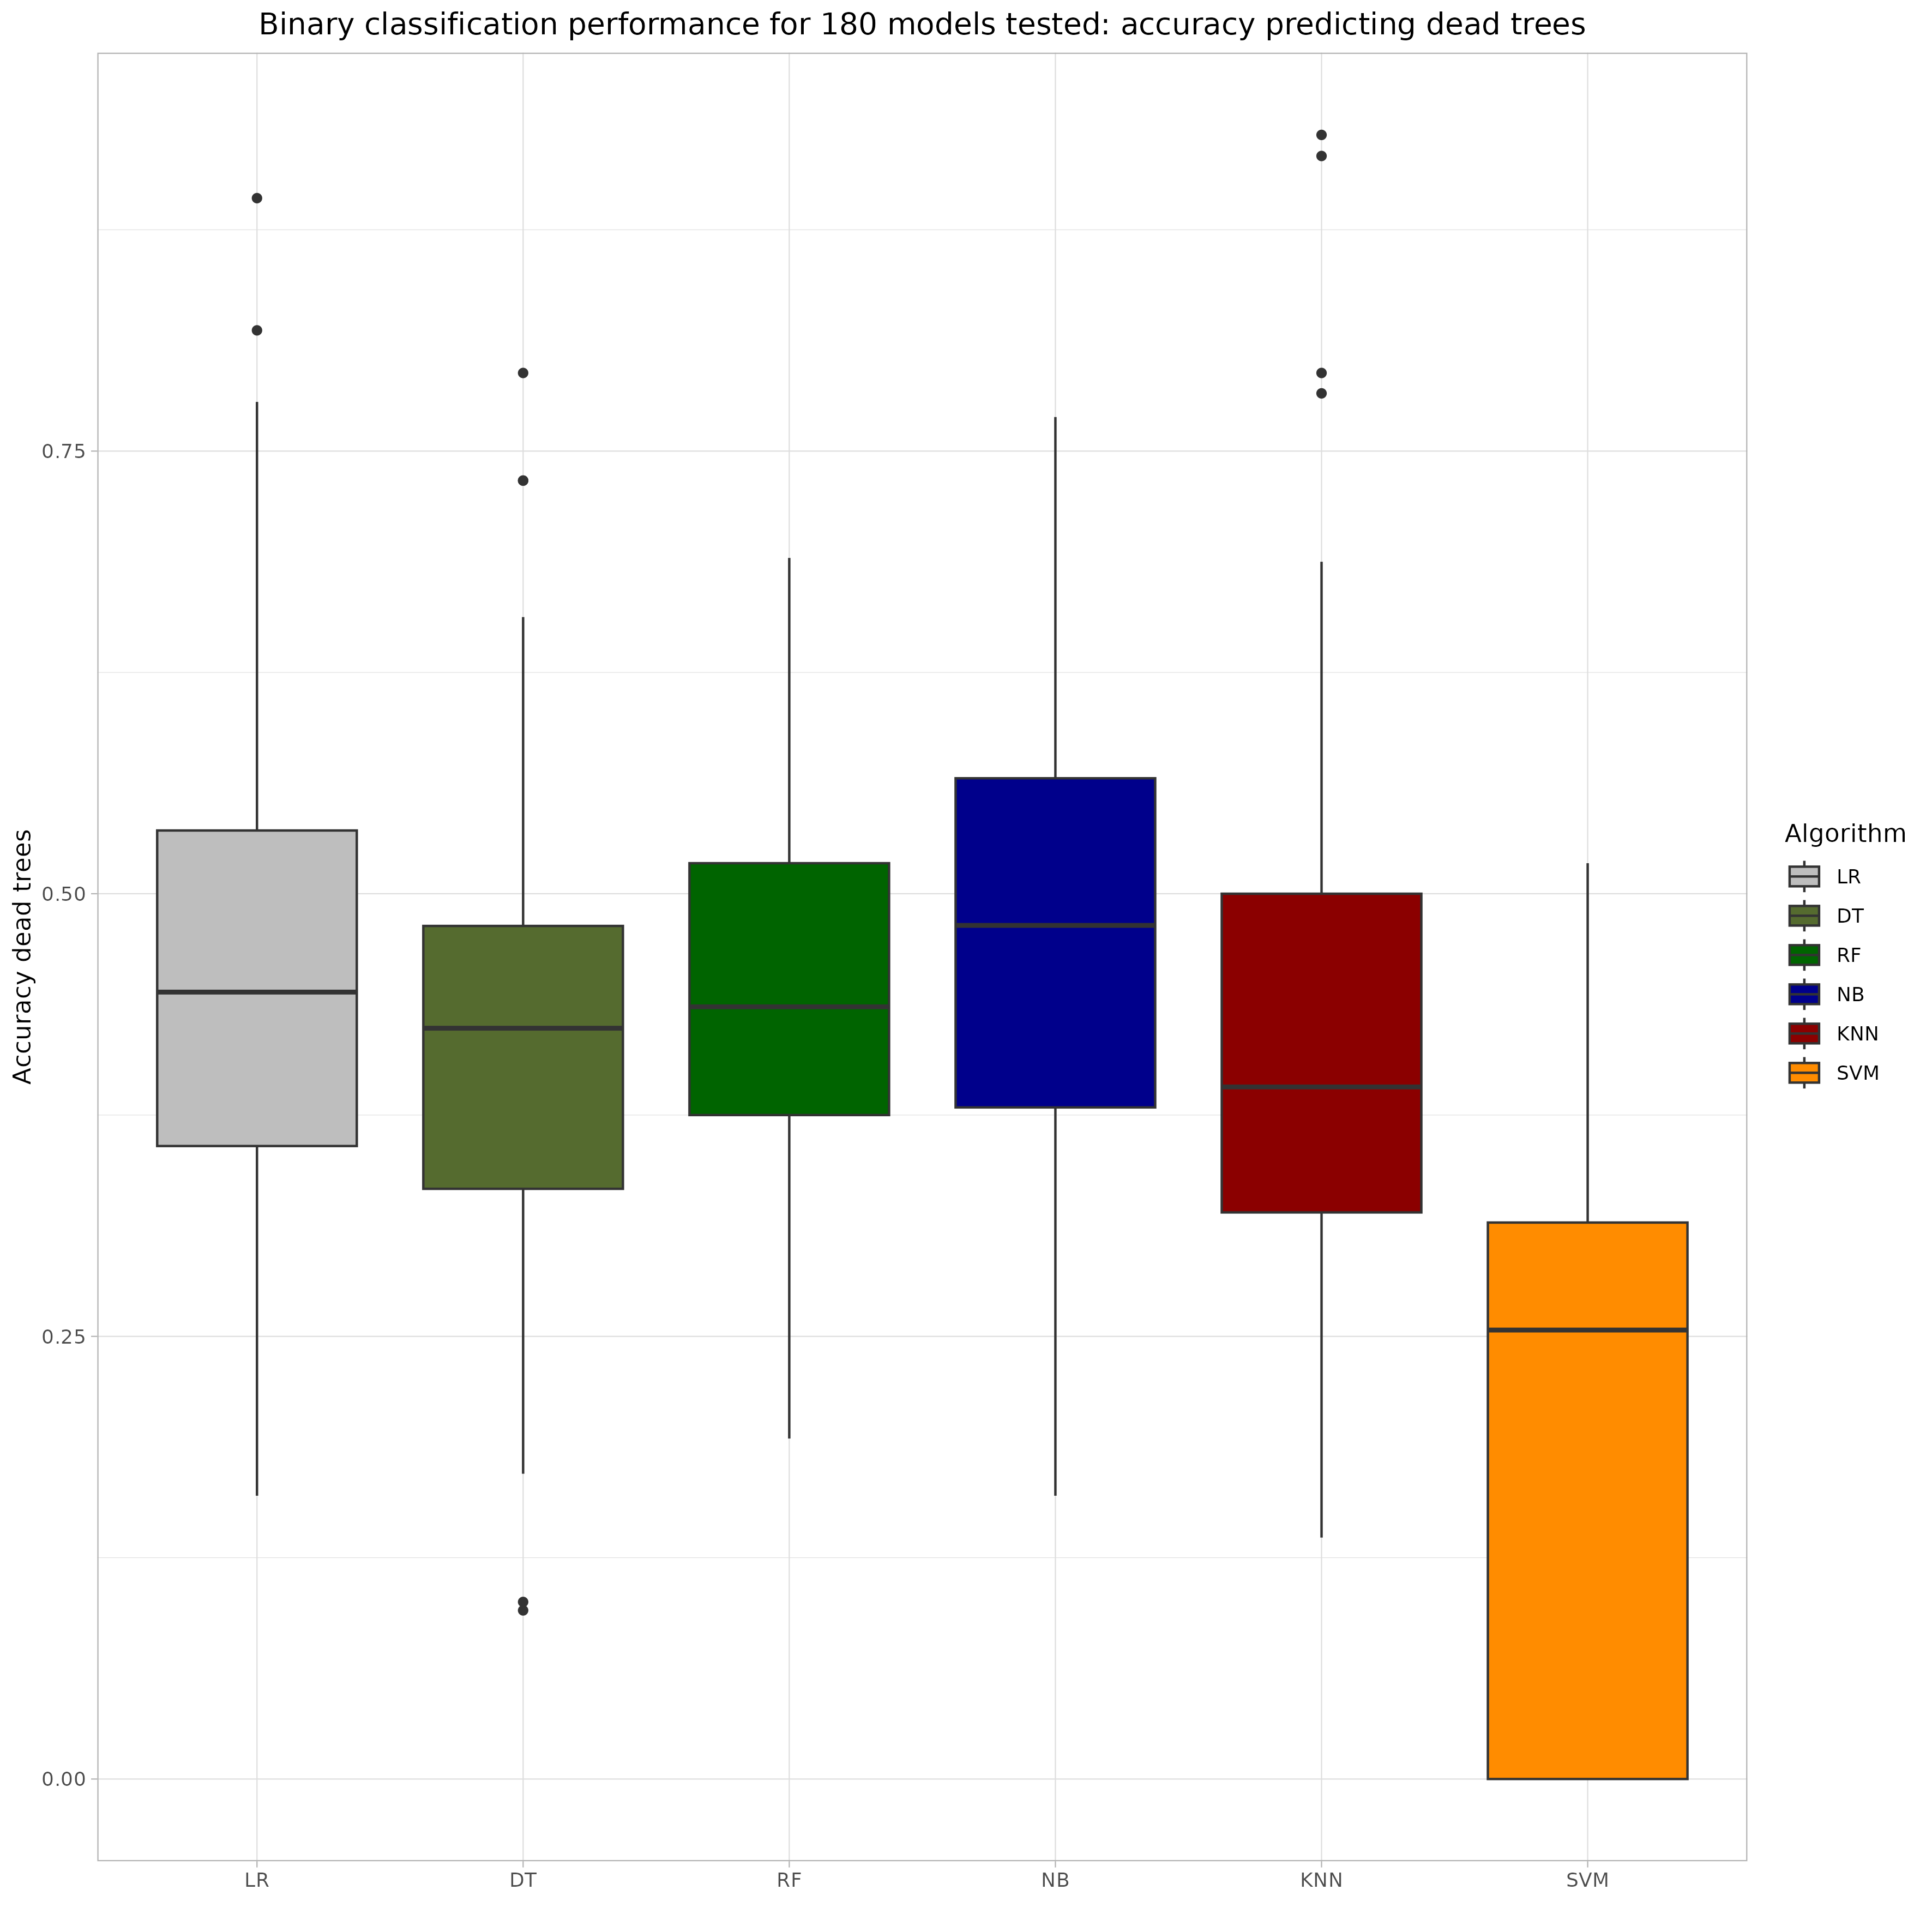 Binary classification performance for 180 models tested: accuracy predicting dead trees
Accuracy dead trees
0.75
0.50
0.25
0.00
LR
DT
RF
NB
KNN
SVM
Algorithm
LR
DT
RF
NB
KNN
SVM